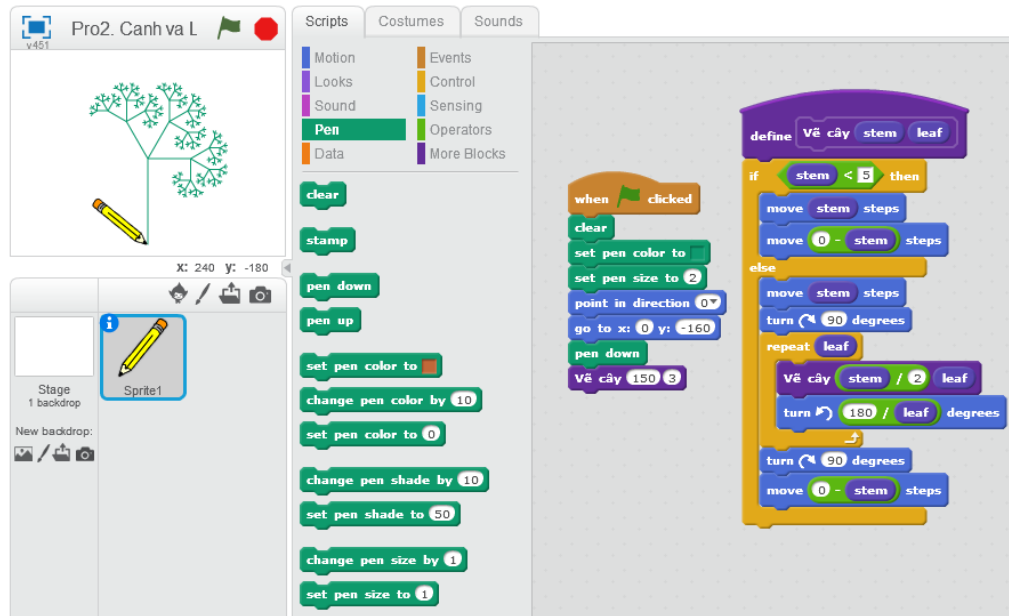 Pro2. Canh va L
v451
X: 240 y: -180
Stage
1 backdrop
New backdrop:
Sprite1
Scripts
Costumes
Sounds
Motion
Events
Looks
Control
Sound
Sensing
Pen
Operators
Data
More Blocks
clear
stamp
pen down
pen up
set pen color to
change pen color by 10
set pen color to 0
change pen shade by 10
set pen shade to 50
change pen size by 1
set pen size to 1
when clicked
clear
set pen color to
set pen size to 2
point in direction 0
go to x: 0 y: -160
pen down
Vẽ cây 150 3
define Vẽ cây stem leaf
if stem < 5 then
move stem steps
move 0 - stem steps
else
move stem steps
turn 90 degrees
repeat leaf
Vẽ cây stem / 2 leaf
turn 180 / leaf degrees
turn 90 degrees
move 0 - stem steps